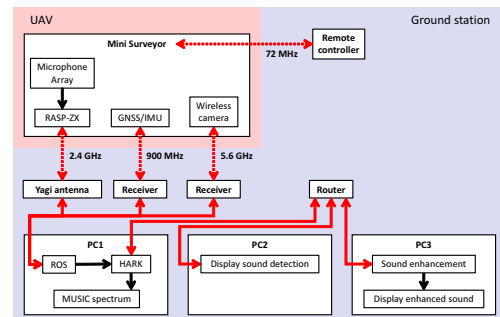 UAV
Ground station
Mini Surveyor
Remote
controller
72 MHz
Microphone
Array
RASP-ZX
GNSS/IMU
Wireless
camera
2.4 GHz
900 MHz
5.6 GHz
Yagi antenna
Receiver
Receiver
Router
PC1
PC2
PC3
ROS
HARK
Display sound detection
Sound enhancement
MUSIC spectrum
Display enhanced sound